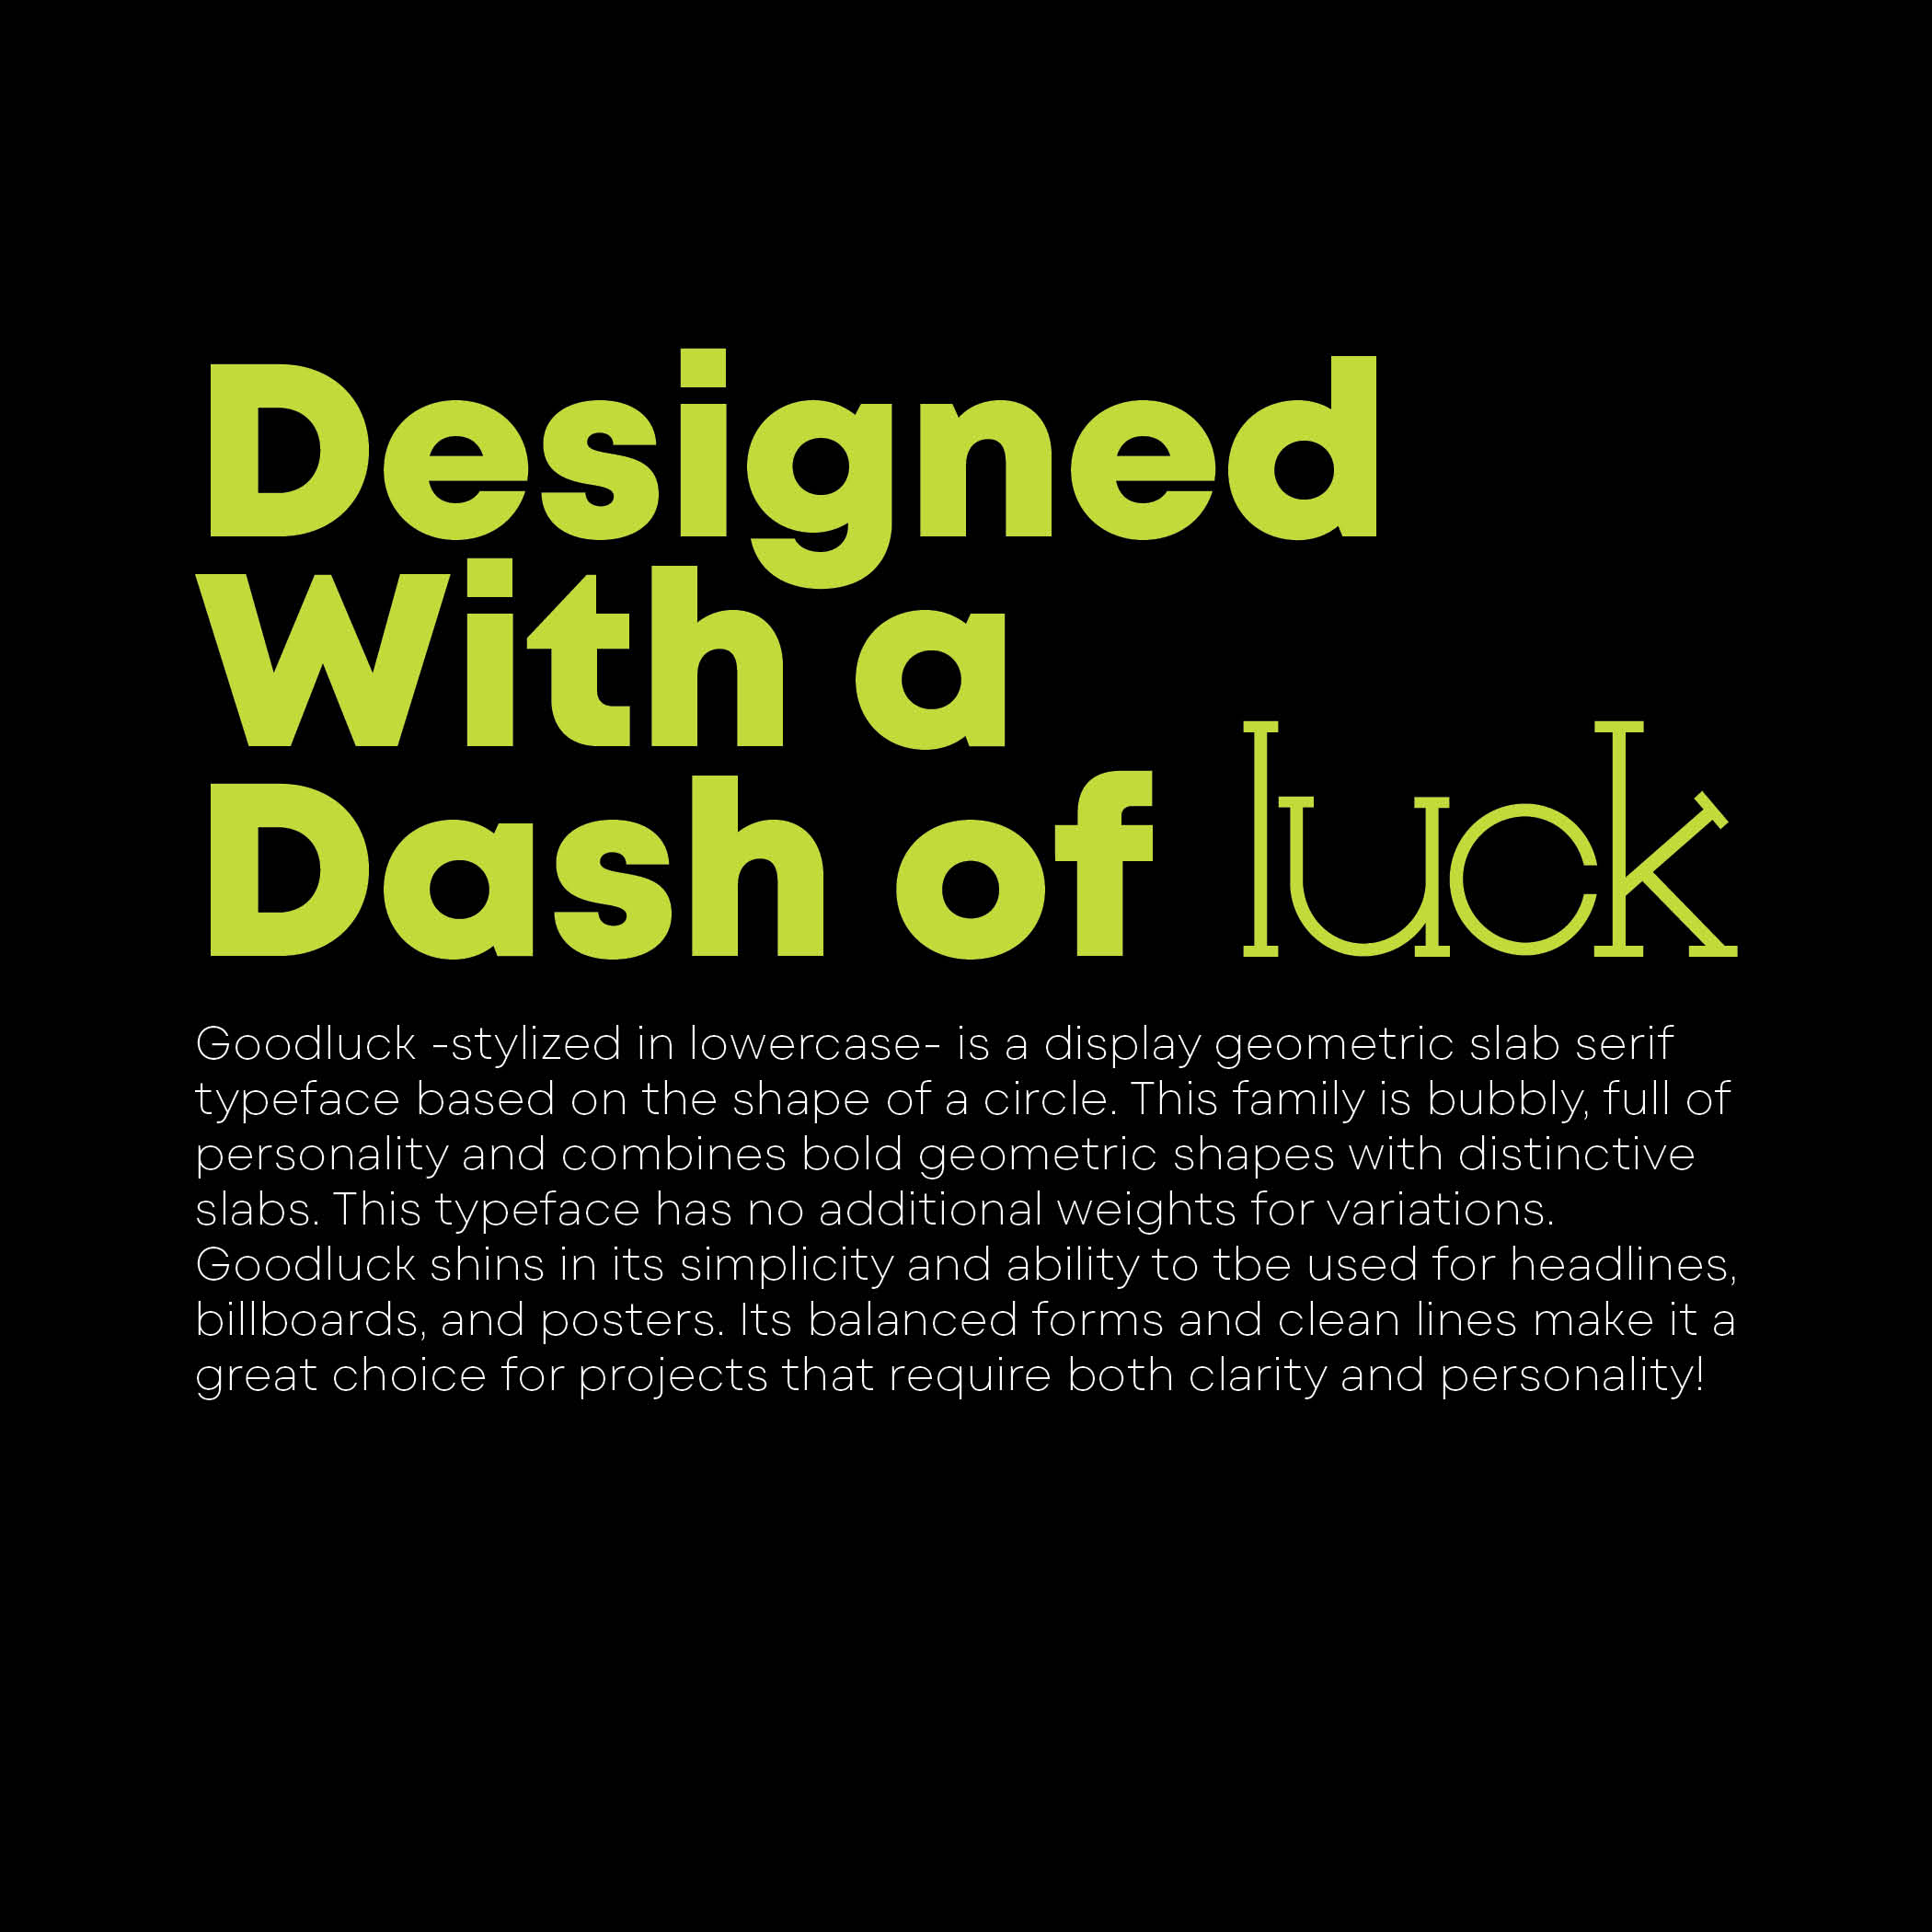 Designed
With a
Dash of luck
Goodluck -stylized in lowercase- is a display geometric slab serif
typeface based on the shape of a circle. This family is bubbly, full of
personality and combines bold geometric shapes with distinctive
slabs. This typeface has no additional weights for variations.
Goodluck shins in its simplicity and ability to tbe used for headlines,
billboards, and posters. Its balanced forms and clean lines make it a
great choice for projects that require both clarity and personality!